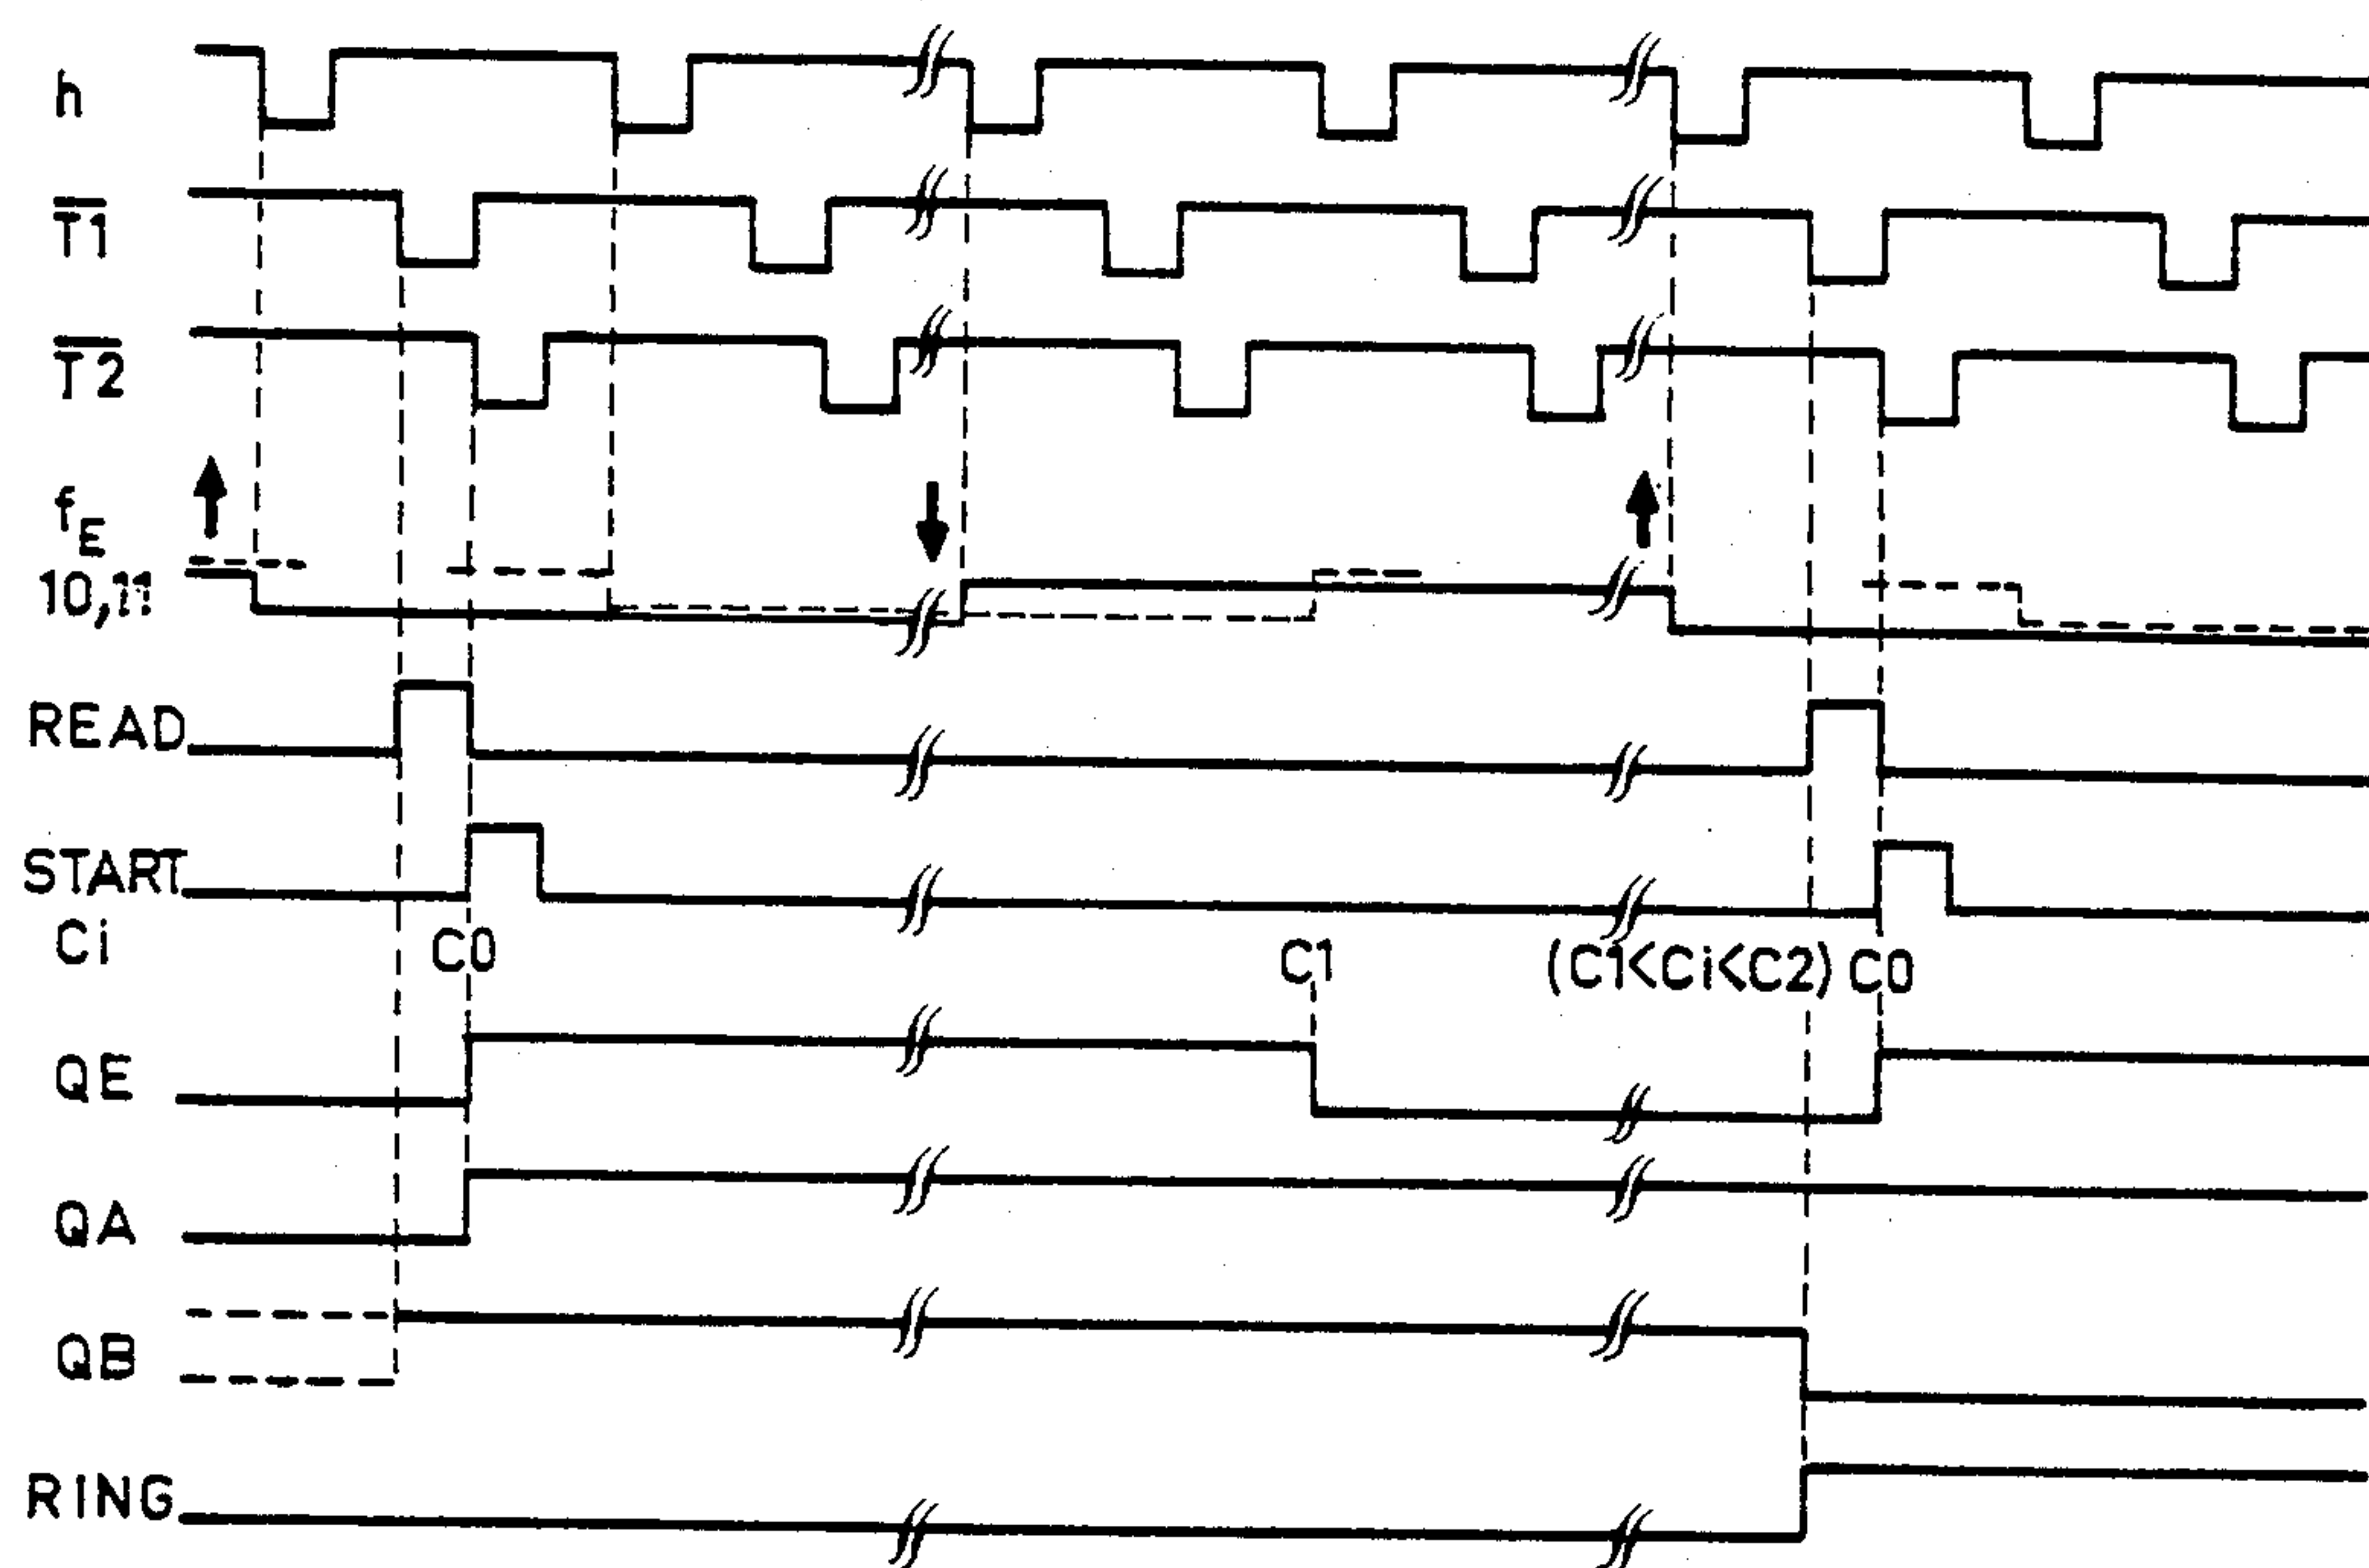 h
T1
T2
fE
10,11
READ
START
Ci C0 C1 (C1<Ci<C2) C0
QE
QA
QB
RING